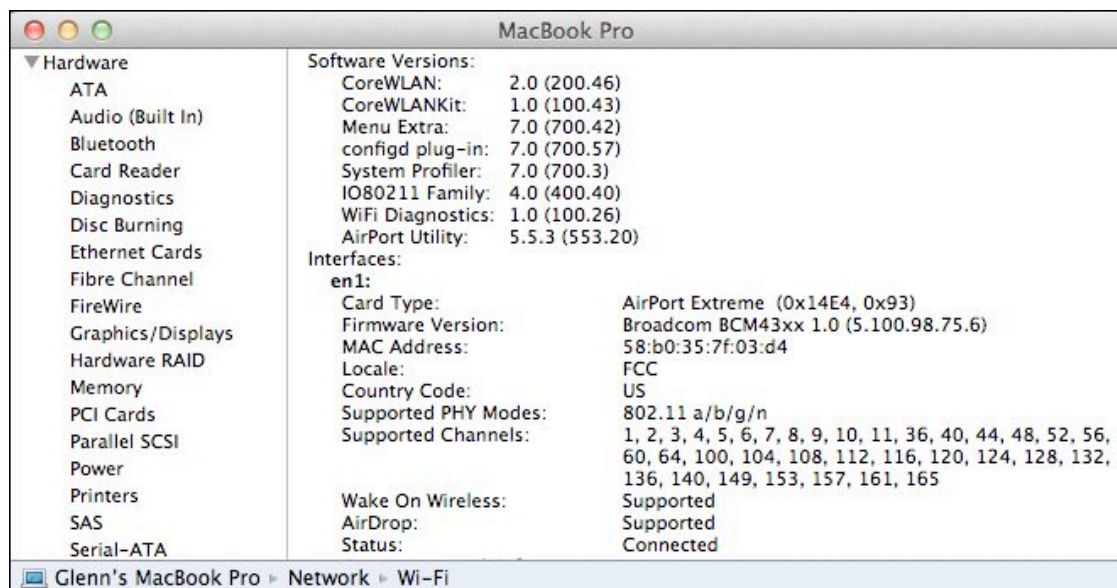 MacBook Pro
Hardware
ATA
Audio (Built In)
Bluetooth
Card Reader
Diagnostics
Disc Burning
Ethernet Cards
Fibre Channel
FireWire
Graphics/Displays
Hardware RAID
Memory
PCI Cards
Parallel SCSI
Power
Printers
SAS
Serial-ATA
Software Versions:
CoreWLAN: 2.0 (200.46)
CoreWLANKit: 1.0 (100.43)
Menu Extra: 7.0 (700.42)
configd plug-in: 7.0 (700.57)
System Profiler: 7.0 (700.3)
IO80211 Family: 4.0 (400.40)
WiFi Diagnostics: 1.0 (100.26)
AirPort Utility: 5.5.3 (553.20)
Interfaces:
en1:
Card Type: AirPort Extreme (0x14E4, 0x93)
Firmware Version: Broadcom BCM43xx 1.0 (5.100.98.75.6)
MAC Address: 58:b0:35:7f:03:d4
Locale: FCC
Country Code: US
Supported PHY Modes: 802.11 a/b/g/n
Supported Channels: 1, 2, 3, 4, 5, 6, 7, 8, 9, 10, 11, 36, 40, 44, 48, 52, 56,
60, 64, 100, 104, 108, 112, 116, 120, 124, 128, 132,
136, 140, 149, 153, 157, 161, 165
Wake On Wireless: Supported
AirDrop: Supported
Status: Connected
Glenn's MacBook Pro ▸ Network ▸ Wi-Fi